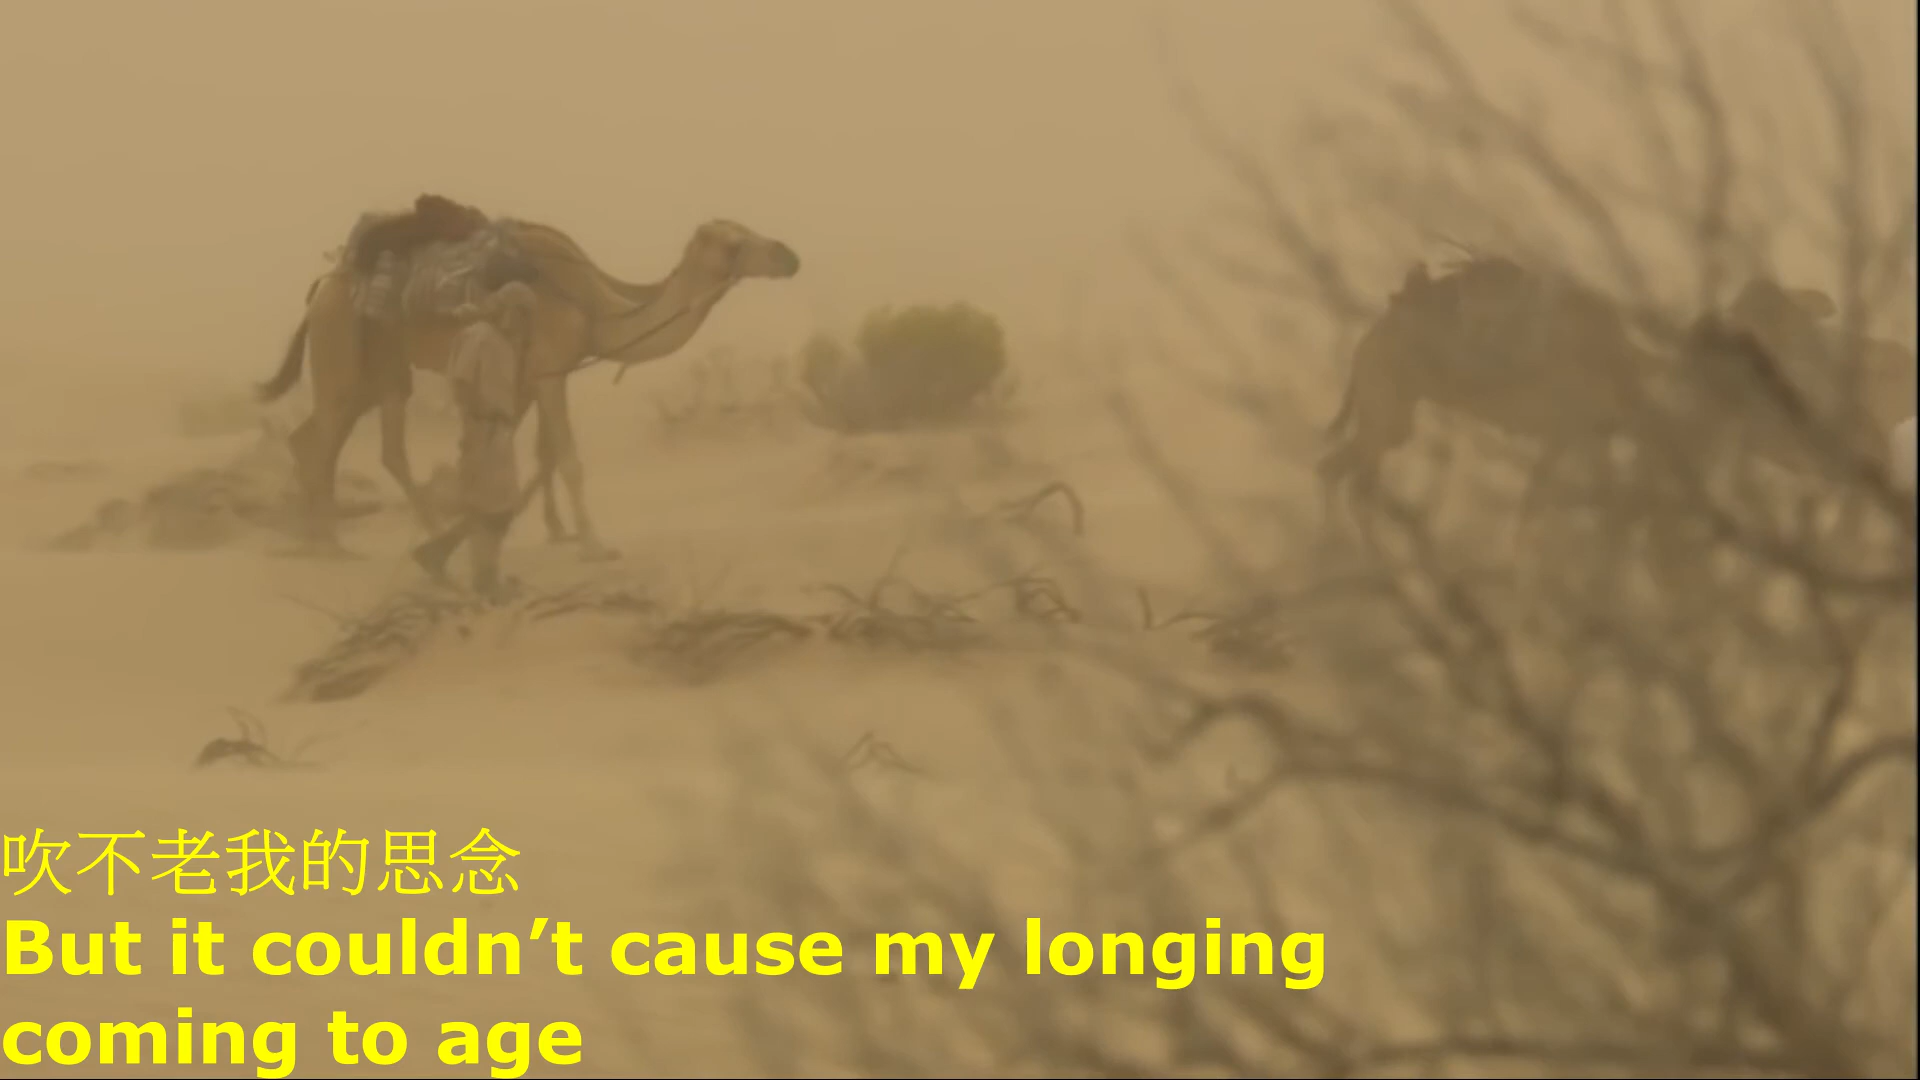 吹不老我的思念
But it couldn’t cause my longing
coming to age